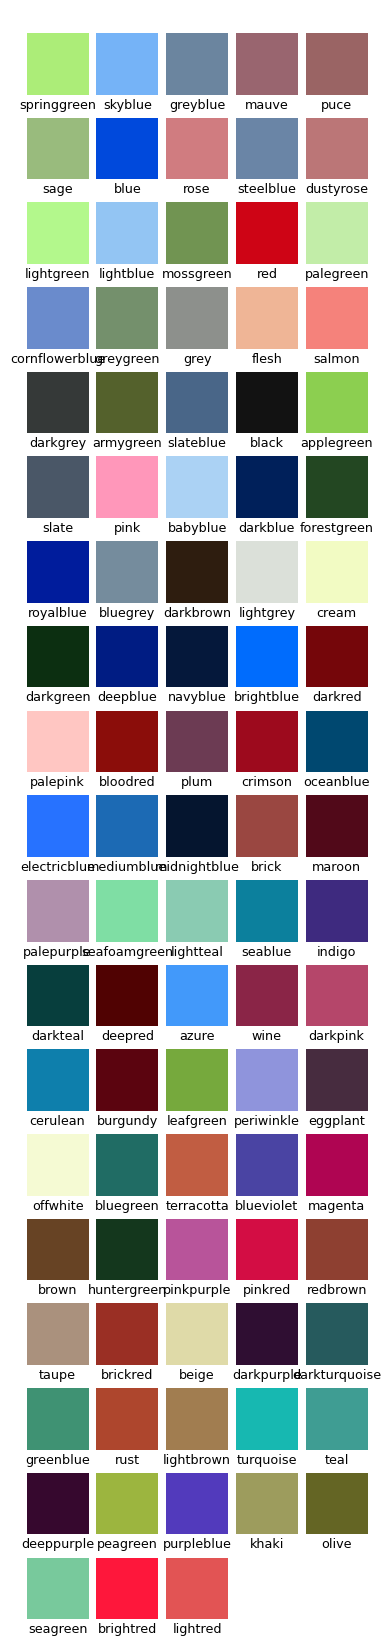 springgreen skyblue greyblue mauve puce
sage blue rose steelblue dustyrose
lightgreen lightblue mossgreen red palegreen
cornflowerblue greygreen grey flesh salmon
darkgrey armygreen slateblue black applegreen
slate pink babyblue darkblue forestgreen
royalblue bluegrey darkbrown lightgrey cream
darkgreen deepblue navyblue brightblue darkred
palepink bloodred plum crimson oceanblue
electricblue mediumblue midnightblue brick maroon
palepurple seafoamgreen lightteal seablue indigo
darkteal deepred azure wine darkpink
cerulean burgundy leafgreen periwinkle eggplant
offwhite bluegreen terracotta blueviolet magenta
brown huntergreen pinkpurple pinkred redbrown
taupe brickred beige darkpurple darkturquoise
greenblue rust lightbrown turquoise teal
deeppurple peagreen purpleblue khaki olive
seagreen brightred lightred